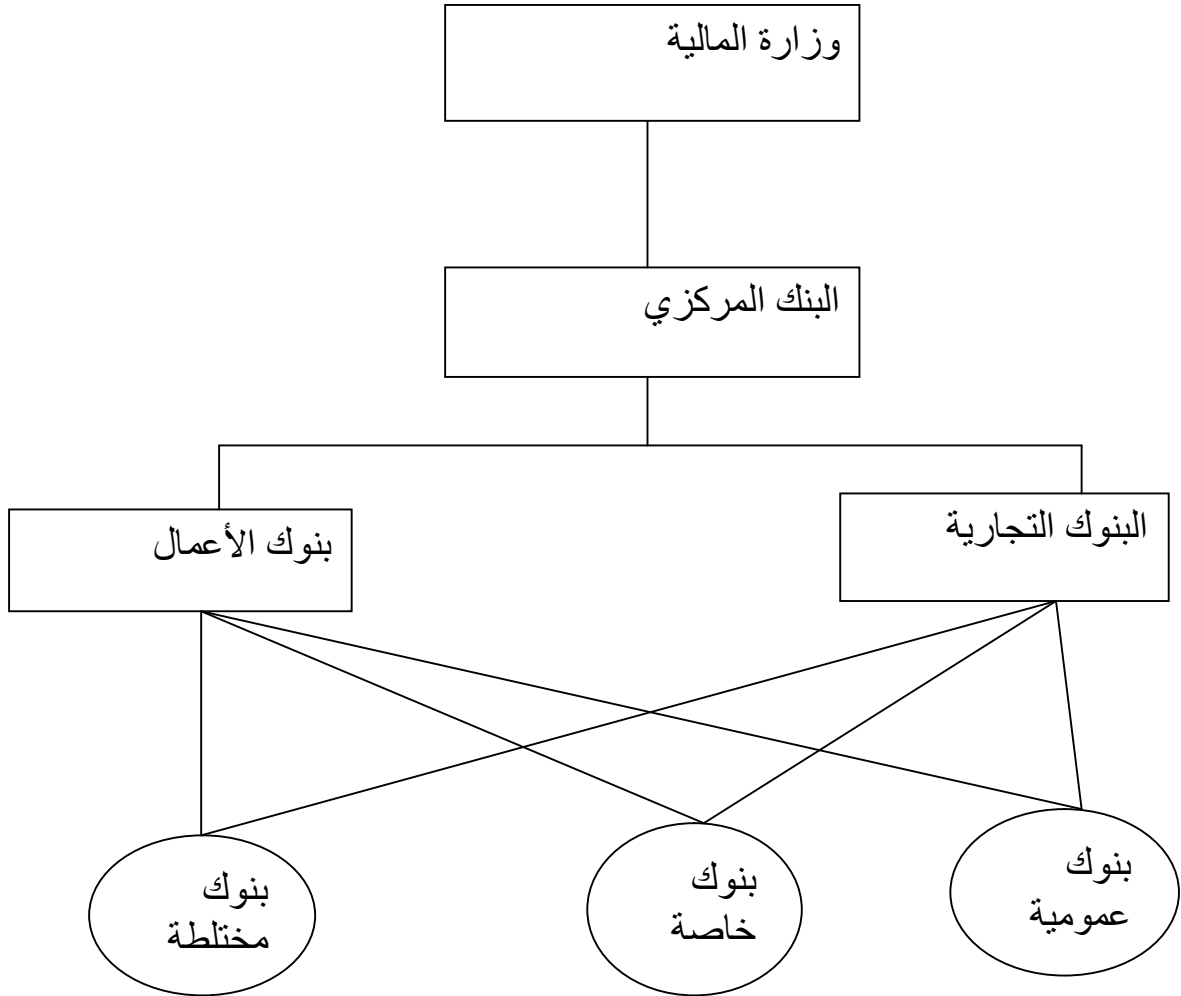 وزارة المالية
البنك المركزي
البنوك التجارية
بنوك الأعمال
بنوك
عمومية
بنوك
خاصة
بنوك
مختلطة